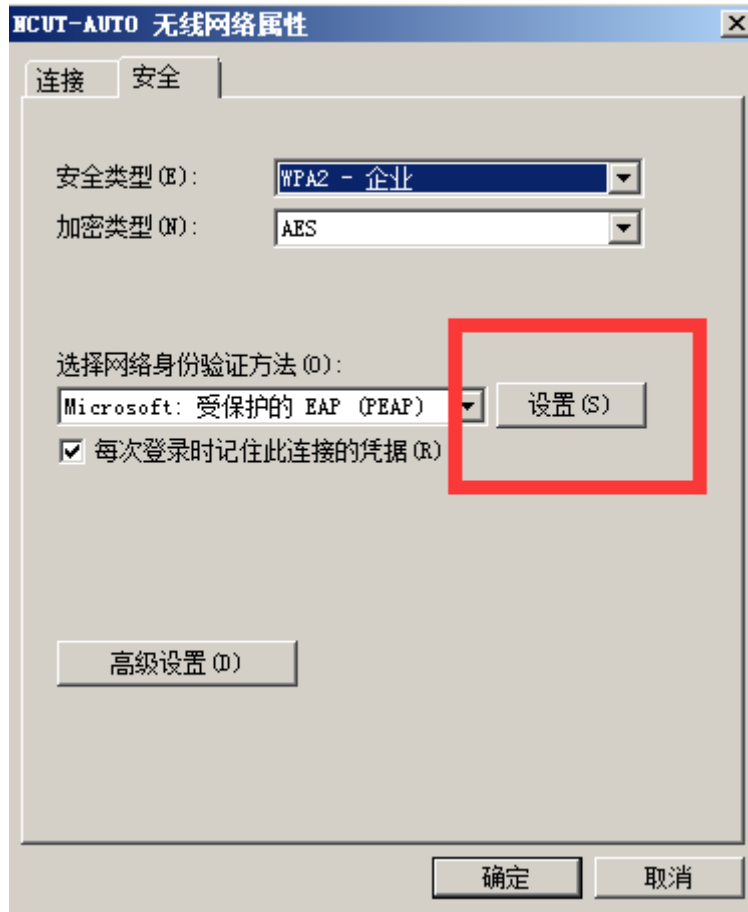 NCUT-AUTO 无线网络属性
连接 安全
安全类型(E): WPA2 - 企业
加密类型(N): AES
选择网络身份验证方法(O):
Microsoft: 受保护的 EAP (PEAP) 设置(S)
每次登录时记住此连接的凭据(R)
高级设置(D)
确定 取消